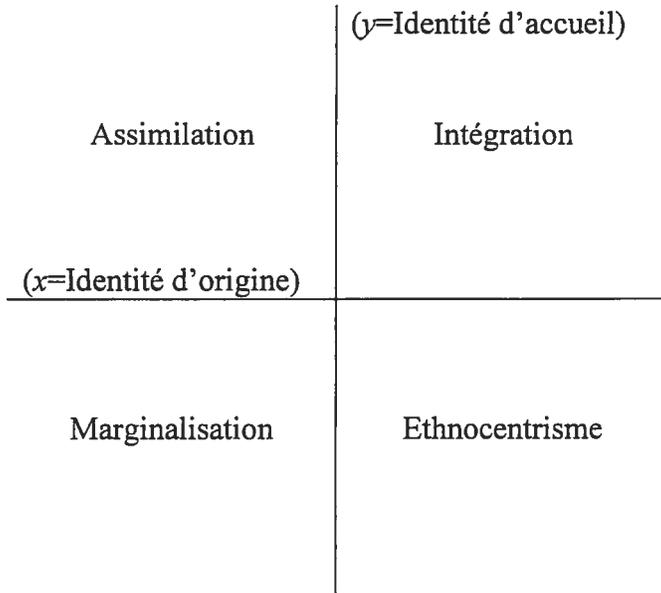 (y=Identité d’accueil)
Assimilation
Intégration
(x=Identité d’origine)
Marginalisation
Ethnocentrisme